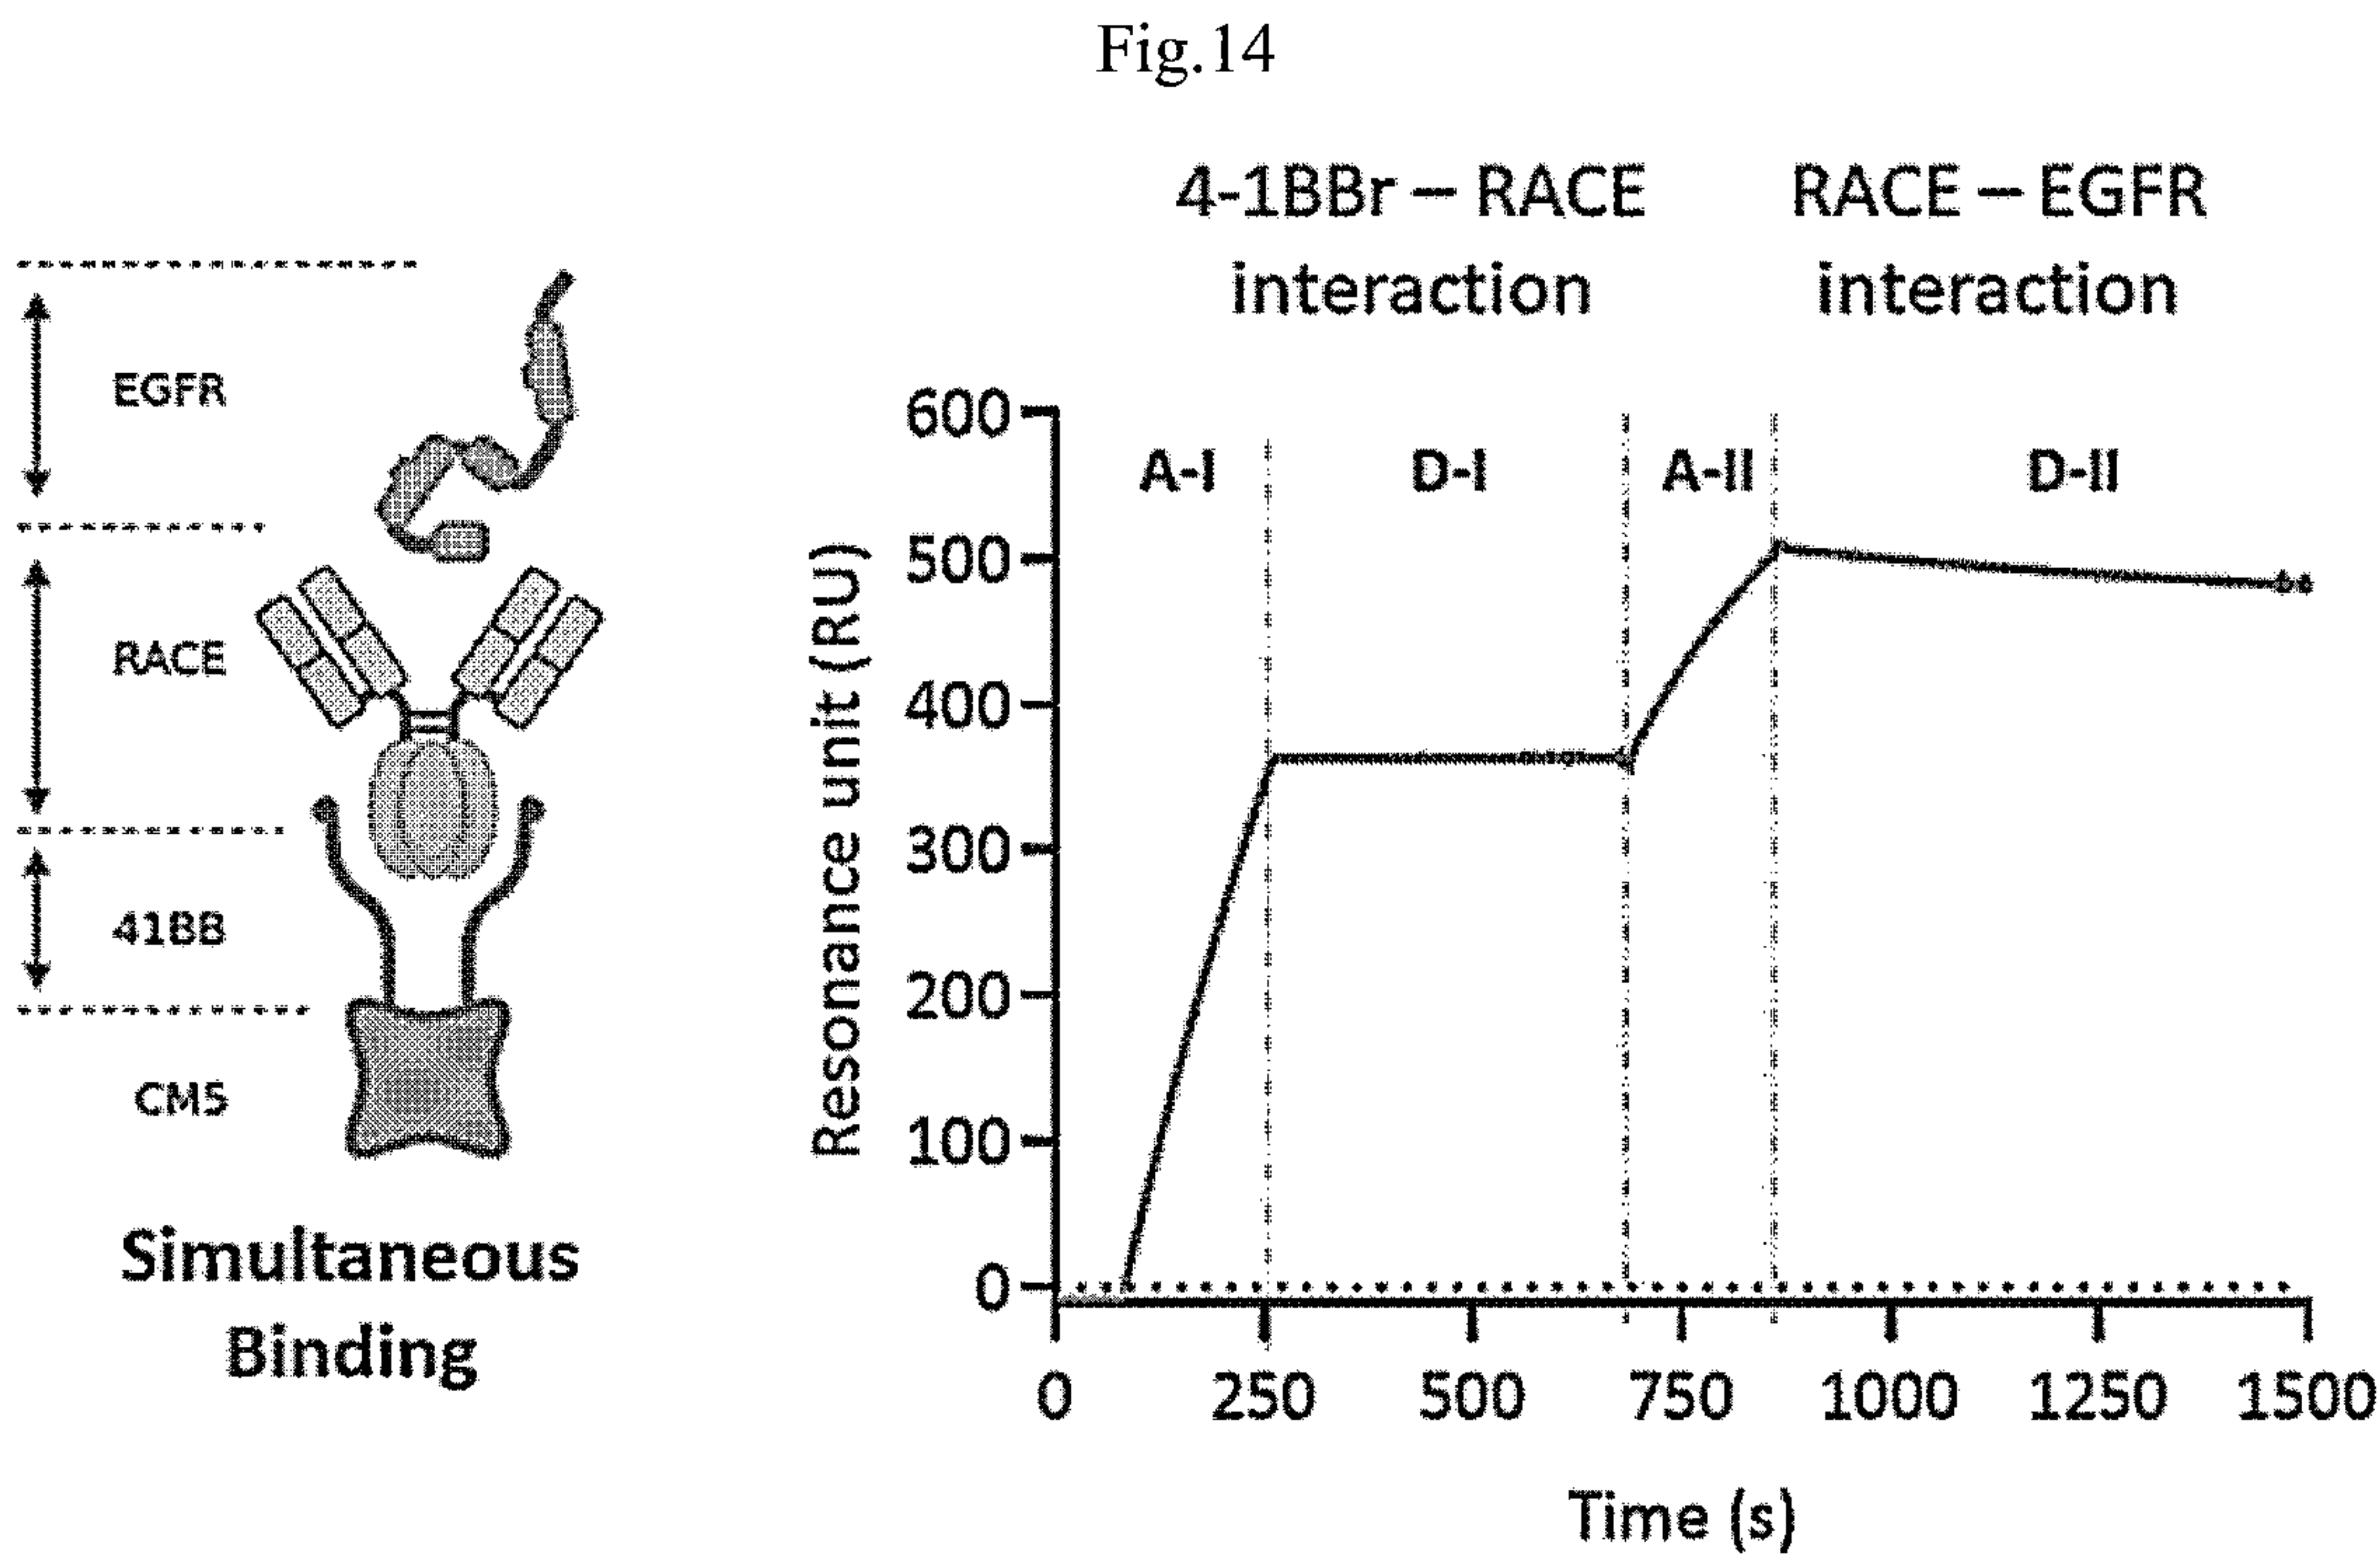 Fig.14
EGFR
RACE
41BB
CM5
Simultaneous
Binding
4-1BBr – RACE
interaction
RACE – EGFR
interaction
A-I
D-I
A-II
D-II
Resonance unit (RU)
600
500
400
300
200
100
0
0
250
500
750
1000
1250
1500
Time (s)